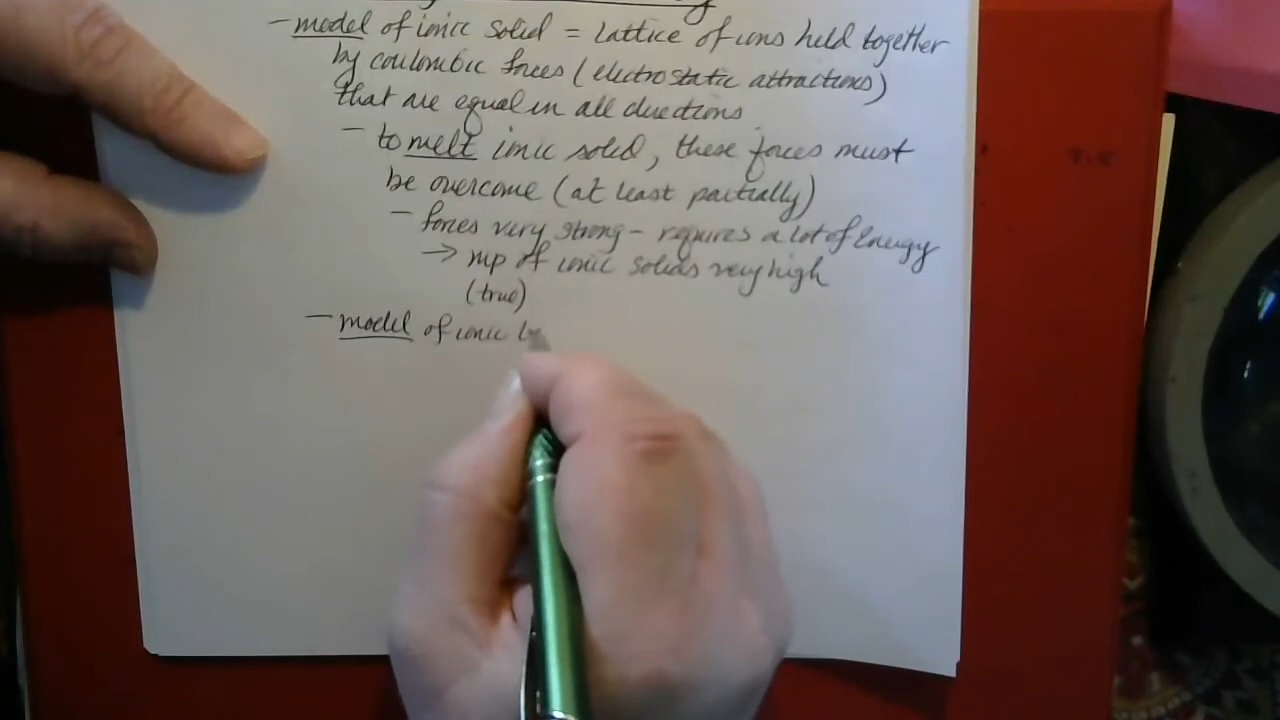 - model of ionic solid = lattice of ions held together
by coulombic forces (electrostatic attractions)
that are equal in all directions
- to melt ionic solid, these forces must
be overcome (at least partially)
- forces very strong - requires a lot of Energy
→ mp of ionic solids very high
(true)
- model of ionic